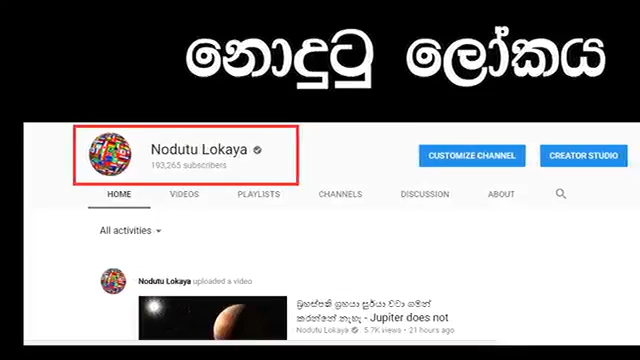 නොදුටු ලෝකය
Nodutu Lokaya
193,265 subscribers
CUSTOMIZE CHANNEL
CREATOR STUDIO
HOME VIDEOS PLAYLISTS CHANNELS DISCUSSION ABOUT
All activities
Nodutu Lokaya uploaded a video
බ්‍රහස්පති ග්‍රහයා සුර්යයා වටා ගමන්
කරන්නේ නැහැ - Jupiter does not
Nodutu Lokaya 5.7K views • 21 hours ago